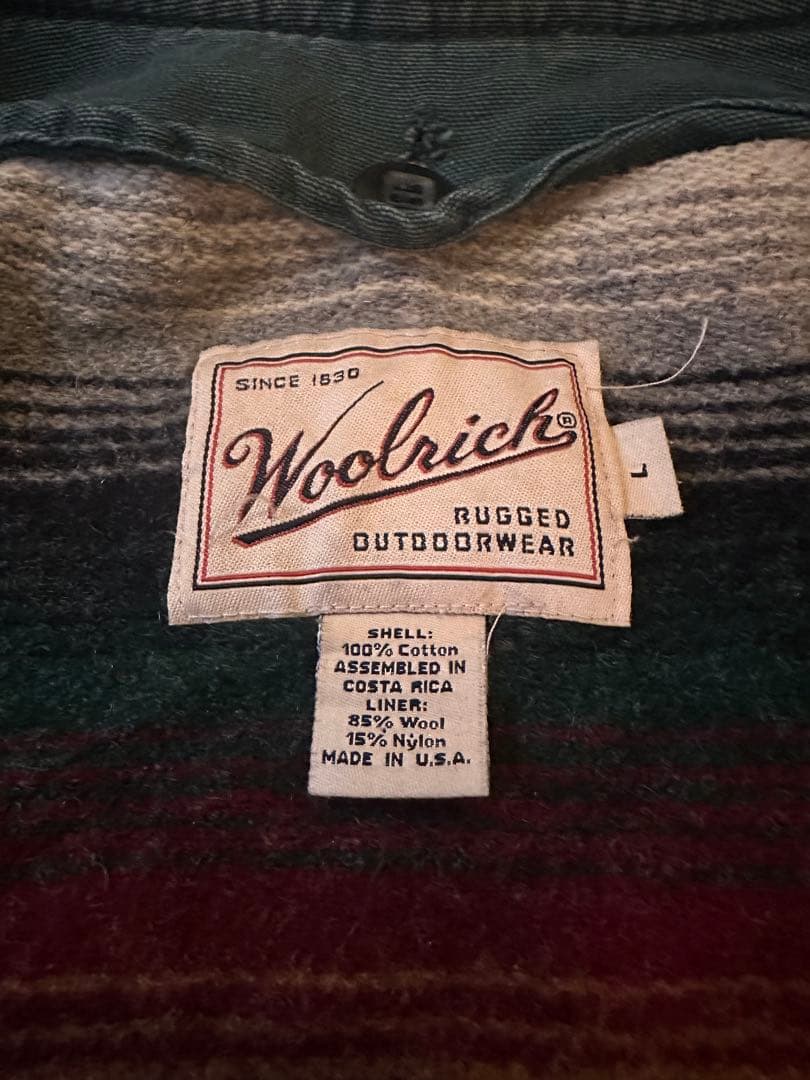 SINCE 1830
Woolrich®
RUGGED
OUTDOORWEAR
L
SHELL:
100% Cotton
ASSEMBLED IN
COSTA RICA
LINER:
85% Wool
15% Nylon
MADE IN U.S.A.